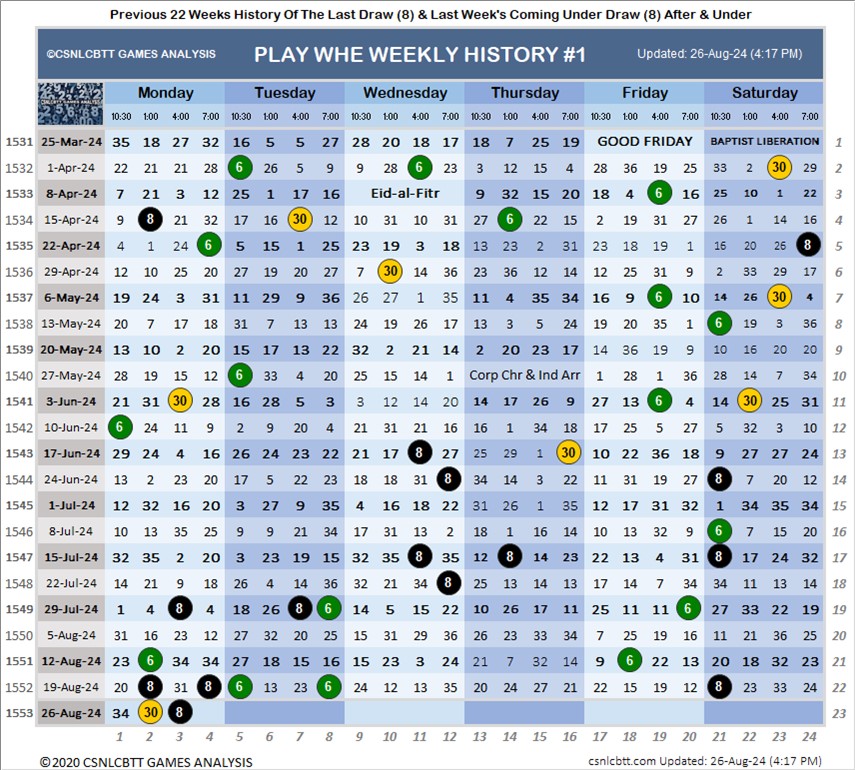 Previous 22 Weeks History Of The Last Draw (8) & Last Week's Coming Under Draw (8) After & Under
©CSNLCBTT GAMES ANALYSIS PLAY WHE WEEKLY HISTORY #1 Updated: 26-Aug-24 (4:17 PM)
CSNLCBTT GAMES ANALYSIS Monday Tuesday Wednesday Thursday Friday Saturday
10:30 1:00 4:00 7:00 10:30 1:00 4:00 7:00 10:30 1:00 4:00 7:00 10:30 1:00 4:00 7:00 10:30 1:00 4:00 7:00 10:30 1:00 4:00 7:00
1531 25-Mar-24 35 18 27 32 16 5 5 27 28 20 18 17 18 7 25 19 GOOD FRIDAY BAPTIST LIBERATION 1
1532 1-Apr-24 22 21 21 28 6 26 5 9 9 28 6 23 3 12 15 4 28 36 19 25 33 2 30 29 2
1533 8-Apr-24 7 21 3 12 25 1 17 16 Eid-al-Fitr 9 32 15 20 18 4 6 16 25 10 1 22 3
1534 15-Apr-24 9 8 21 32 17 16 30 12 10 31 10 31 27 6 22 15 2 19 31 27 26 1 14 16 4
1535 22-Apr-24 4 1 24 6 5 15 1 25 23 19 3 18 13 23 2 31 23 18 19 1 16 20 26 8 5
1536 29-Apr-24 12 10 25 20 27 19 20 27 7 30 14 36 23 36 12 14 12 25 31 9 2 33 29 17 6
1537 6-May-24 19 24 3 31 11 29 9 36 26 27 1 35 11 4 35 34 16 9 6 10 14 26 30 4 7
1538 13-May-24 20 7 17 18 31 7 13 13 24 19 26 17 13 3 5 24 19 20 35 1 6 19 3 36 8
1539 20-May-24 13 10 2 20 15 17 13 22 32 2 21 14 2 20 23 17 14 36 19 9 10 16 20 20 9
1540 27-May-24 28 19 15 12 6 33 4 20 25 15 14 1 Corp Chr & Ind Arr 1 28 1 36 28 14 7 34 10
1541 3-Jun-24 21 31 30 28 16 28 5 3 3 12 14 20 14 17 26 9 27 13 6 4 14 30 25 31 11
1542 10-Jun-24 6 24 11 9 2 9 20 4 21 31 21 16 16 1 34 18 17 25 5 27 5 32 3 10 12
1543 17-Jun-24 29 24 4 16 26 24 23 22 21 17 8 27 25 29 1 30 10 22 36 18 9 27 27 24 13
1544 24-Jun-24 13 2 23 20 17 5 22 23 24 18 12 8 34 14 3 22 11 31 29 27 8 7 20 12 14
1545 1-Jul-24 12 32 16 20 3 27 9 35 4 16 18 22 31 26 1 35 12 17 31 32 1 34 35 34 15
1546 8-Jul-24 10 13 35 25 9 9 21 34 17 31 13 2 18 1 16 14 10 13 32 9 6 7 15 20 16
1547 15-Jul-24 32 35 2 20 3 23 19 15 32 35 8 35 12 8 14 23 22 13 4 31 8 17 24 32 17
1548 22-Jul-24 14 21 9 18 26 4 14 36 32 21 34 8 25 13 14 13 17 14 7 34 34 11 13 14 18
1549 29-Jul-24 1 4 8 4 18 26 8 6 14 5 15 22 10 26 17 11 25 11 11 6 27 33 22 19 19
1550 5-Aug-24 31 16 23 12 27 32 20 25 15 31 29 36 26 23 33 34 7 25 19 16 11 21 36 25 20
1551 12-Aug-24 23 6 34 34 27 18 15 16 15 23 3 24 21 7 32 14 9 6 22 13 20 18 32 23 21
1552 19-Aug-24 20 8 31 8 6 13 23 6 24 12 13 35 20 24 27 21 22 15 19 12 8 23 33 24 22
1553 26-Aug-24 34 30 8 23
1 2 3 4 5 6 7 8 9 10 11 12 13 14 15 16 17 18 19 20 21 22 23 24
©2020 CSNLCBTT GAMES ANALYSIS csnlcbtt.com Updated: 26-Aug-24 (4:17 PM)